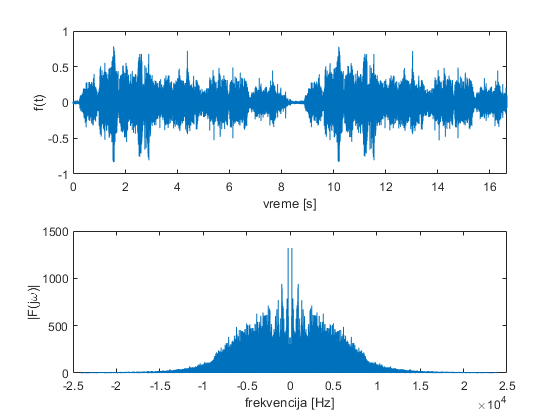 1
0.5
0
-0.5
-1
f(t)
0 2 4 6 8 10 12 14 16
vreme [s]
1500
1000
500
0
|F(jω)|
-2.5 -2 -1.5 -1 -0.5 0 0.5 1 1.5 2 2.5
frekvencija [Hz]
×10⁴